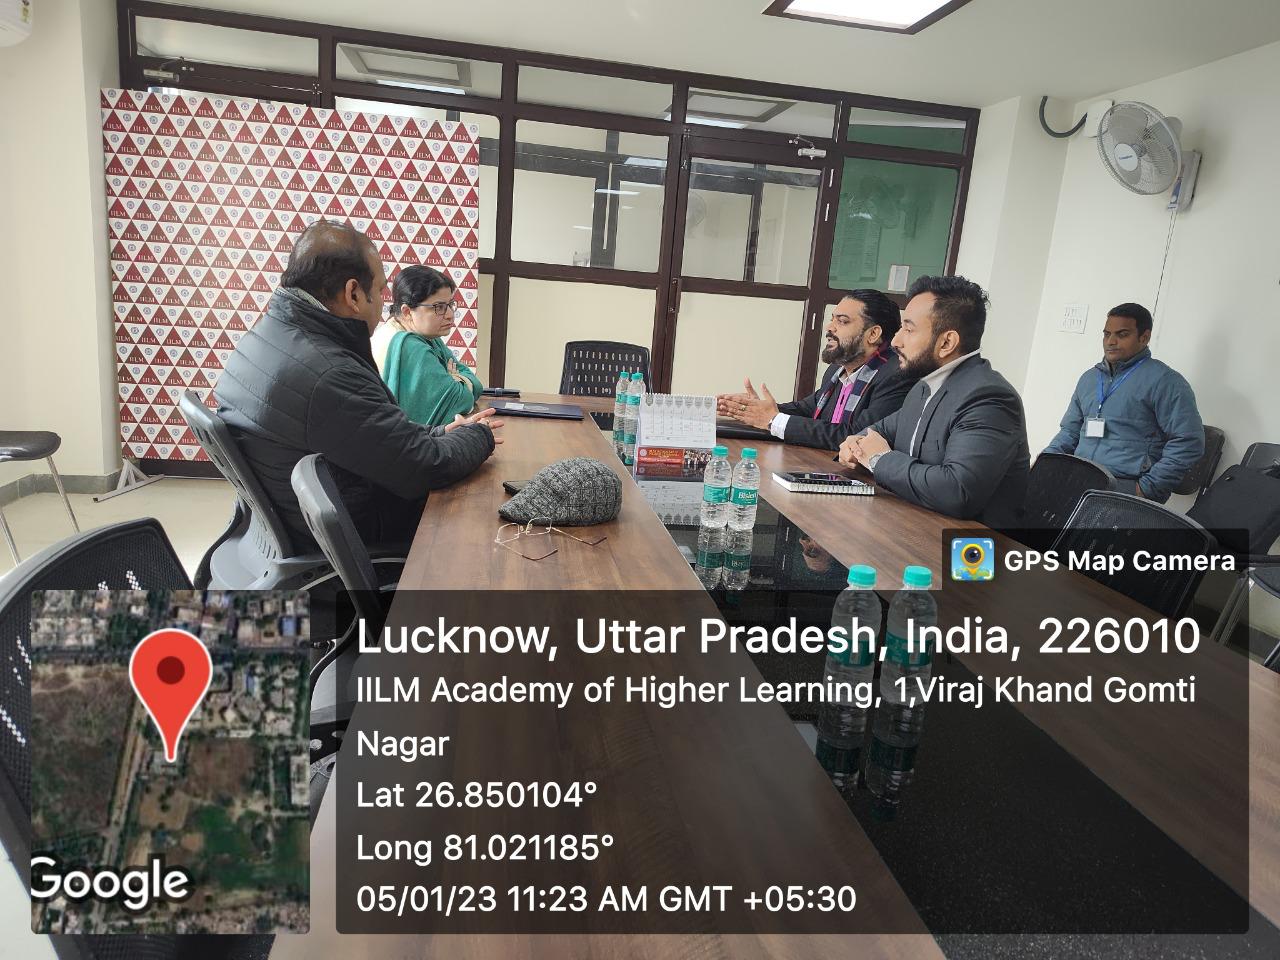 IILM
Bisleri
GPS Map Camera
Lucknow, Uttar Pradesh, India, 226010
IILM Academy of Higher Learning, 1,Viraj Khand Gomti
Nagar
Lat 26.850104°
Long 81.021185°
05/01/23 11:23 AM GMT +05:30
Google